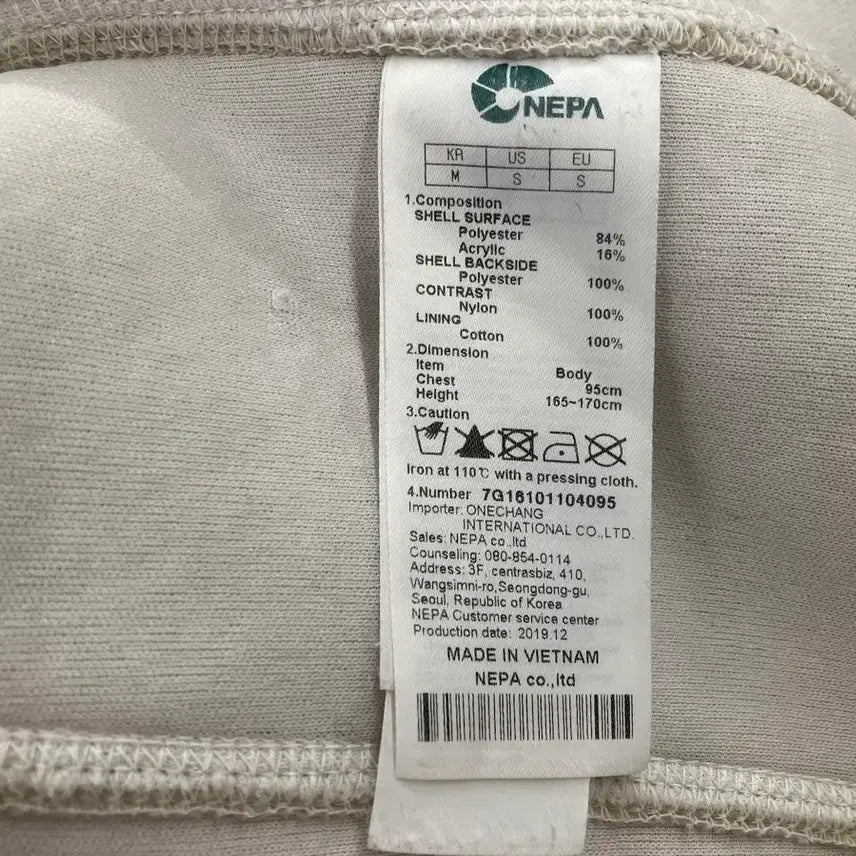 NEPA
KR US EU
M S S
1.Composition
SHELL SURFACE
Polyester 84%
Acrylic 16%
SHELL BACKSIDE
Polyester 100%
CONTRAST
Nylon 100%
LINING
Cotton 100%
2.Dimension
Item Body
Chest 95cm
Height 165~170cm
3.Caution
Iron at 110℃ with a pressing cloth.
4.Number 7G16101104095
Importer: ONECHANG
INTERNATIONAL CO.,LTD.
Sales: NEPA co.,ltd
Counseling: 080-854-0114
Address: 3F, centrasbiz, 410,
Wangsimni-ro,Seongdong-gu,
Seoul, Republic of Korea
NEPA Customer service center
Production date: 2019.12
MADE IN VIETNAM
NEPA co.,ltd